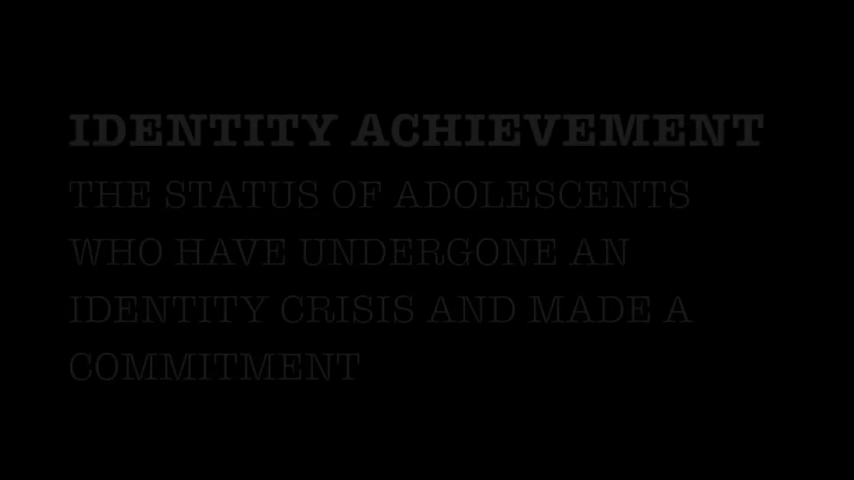 IDENTITY ACHIEVEMENT
THE STATUS OF ADOLESCENTS
WHO HAVE UNDERGONE AN
IDENTITY CRISIS AND MADE A
COMMITMENT